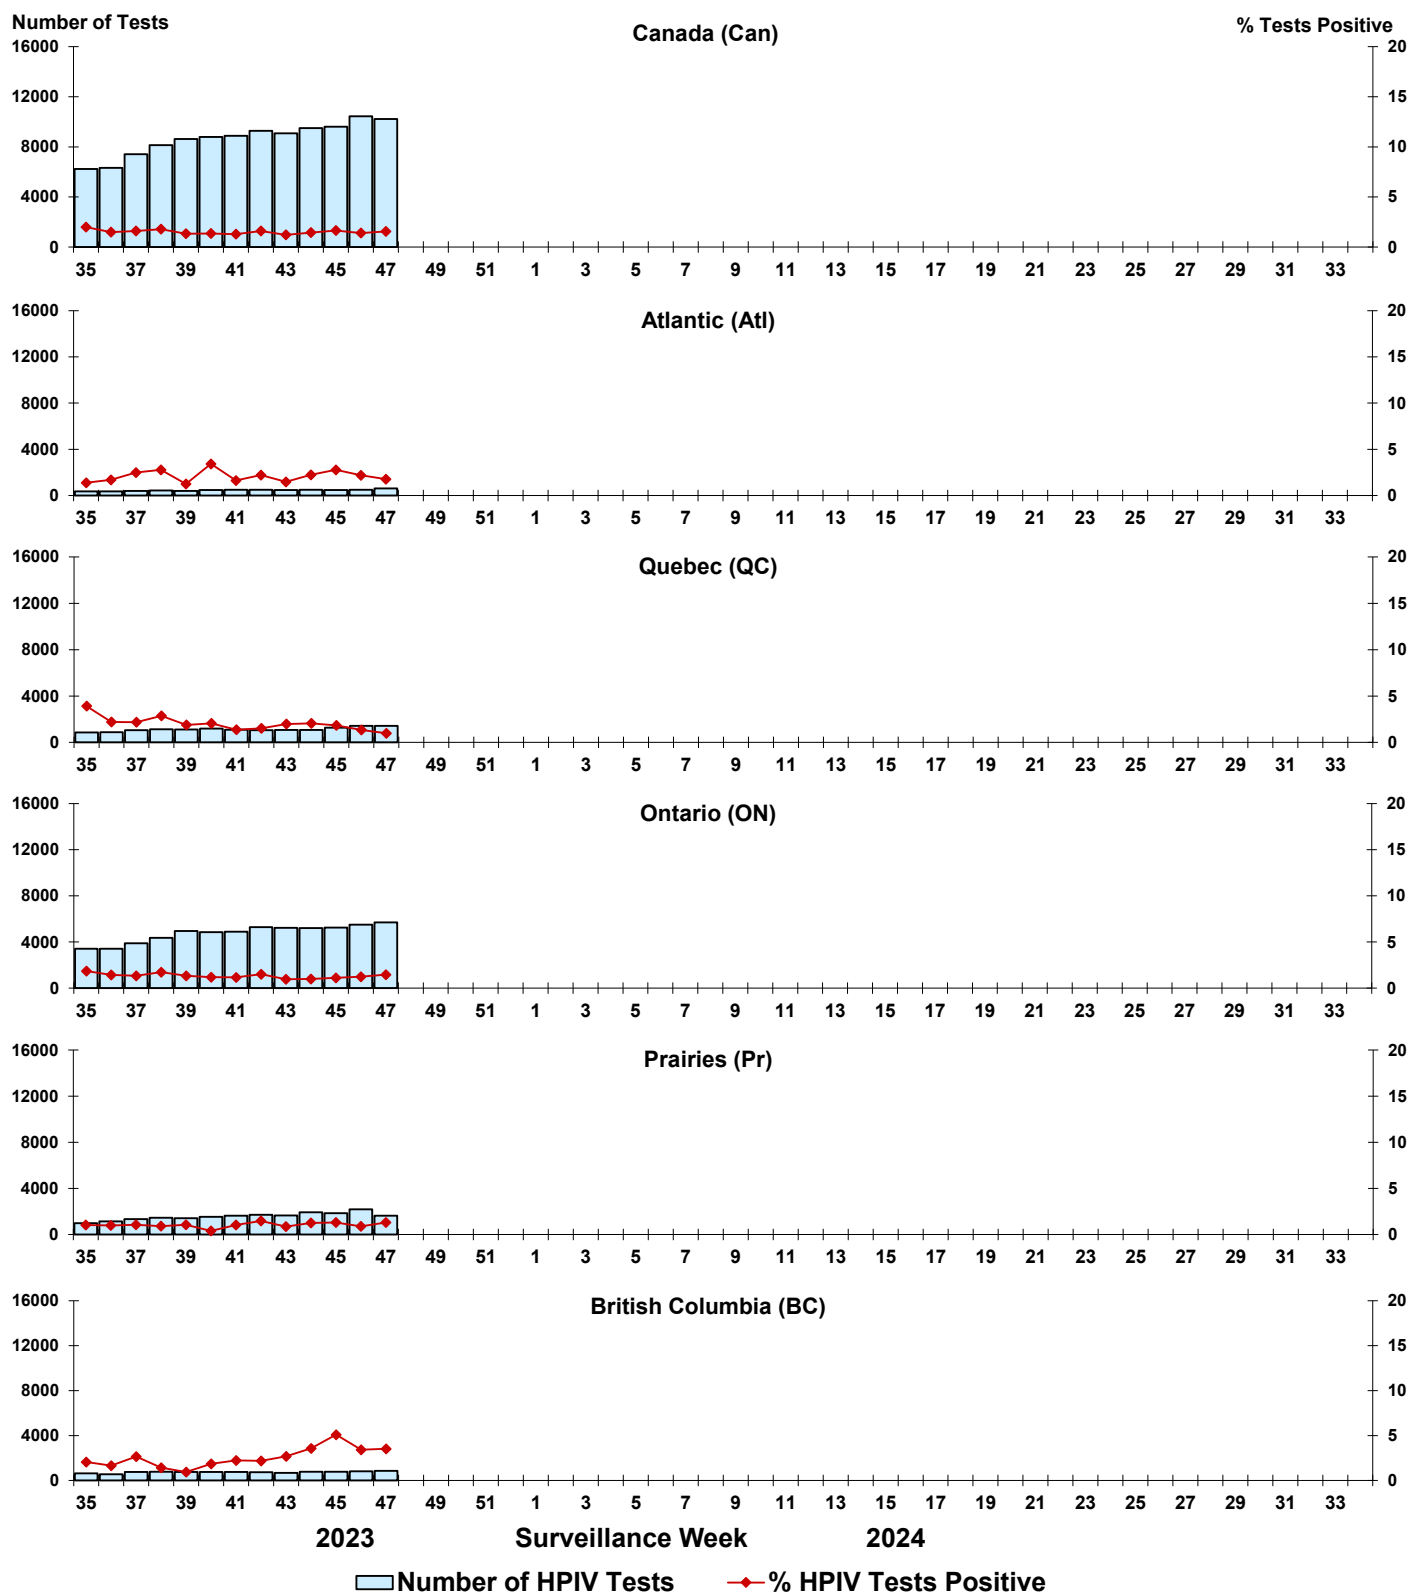 Number of Tests
% Tests Positive
Canada (Can)
16000 20
12000 15
8000 10
4000 5
0 0
35 37 39 41 43 45 47 49 51 1 3 5 7 9 11 13 15 17 19 21 23 25 27 29 31 33
Atlantic (Atl)
16000 20
12000 15
8000 10
4000 5
0 0
35 37 39 41 43 45 47 49 51 1 3 5 7 9 11 13 15 17 19 21 23 25 27 29 31 33
Quebec (QC)
16000 20
12000 15
8000 10
4000 5
0 0
35 37 39 41 43 45 47 49 51 1 3 5 7 9 11 13 15 17 19 21 23 25 27 29 31 33
Ontario (ON)
16000 20
12000 15
8000 10
4000 5
0 0
35 37 39 41 43 45 47 49 51 1 3 5 7 9 11 13 15 17 19 21 23 25 27 29 31 33
Prairies (Pr)
16000 20
12000 15
8000 10
4000 5
0 0
35 37 39 41 43 45 47 49 51 1 3 5 7 9 11 13 15 17 19 21 23 25 27 29 31 33
British Columbia (BC)
16000 20
12000 15
8000 10
4000 5
0 0
35 37 39 41 43 45 47 49 51 1 3 5 7 9 11 13 15 17 19 21 23 25 27 29 31 33
2023 Surveillance Week 2024
Number of HPIV Tests % HPIV Tests Positive